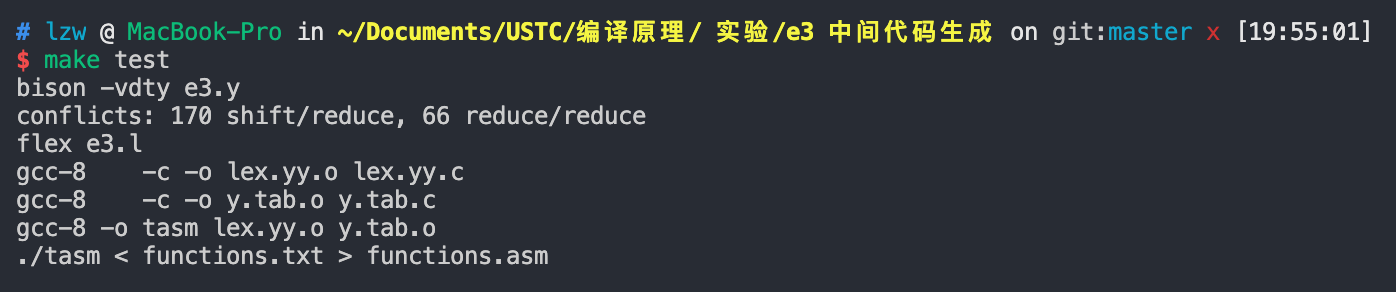 # lzw @ MacBook-Pro in ~/Documents/USTC/编译原理/ 实验/e3 中间代码生成 on git:master x [19:55:01]
$ make test
bison -vdty e3.y
conflicts: 170 shift/reduce, 66 reduce/reduce
flex e3.l
gcc-8    -c -o lex.yy.o lex.yy.c
gcc-8    -c -o y.tab.o y.tab.c
gcc-8 -o tasm lex.yy.o y.tab.o
./tasm < functions.txt > functions.asm